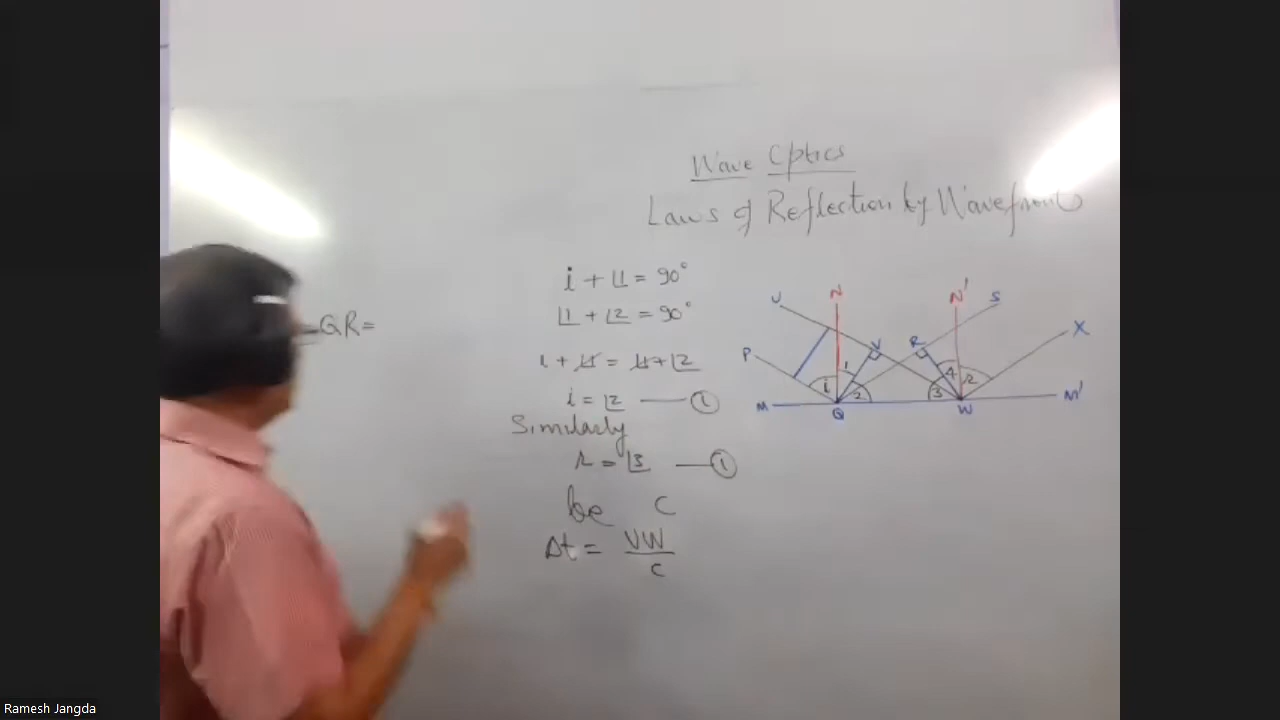 Wave Optics
Laws of Reflection by Wavefront
i + ∠1 = 90°
∠1 + ∠2 = 90°
i + ∠1 = ∠1 + ∠2
i = ∠2 —— ①
Similarly
r = ∠3 —— ①
be c
Δt = VW / c
QR =
U N N' S
P V R X
i 1 2 3 4 r
M Q W M'
Ramesh Jangda